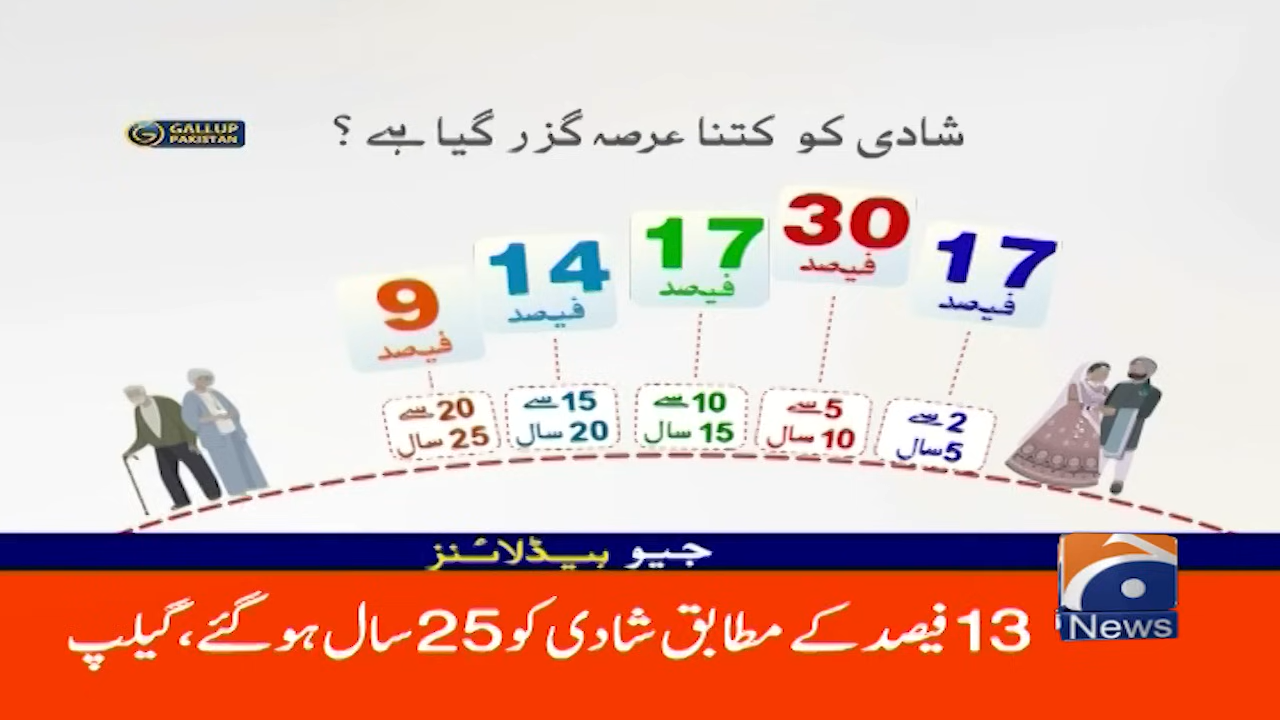 شادی کو کتنا عرصہ گزر گیا ہے ؟
GALLUP
PAKISTAN
17
فیصد
2 سے
5 سال
30
فیصد
5 سے
10 سال
17
فیصد
10 سے
15 سال
14
فیصد
15 سے
20 سال
9
فیصد
20 سے
25 سال
جیو ہیڈلائنز
13 فیصد کے مطابق شادی کو 25 سال ہوگئے، گیلپ
News